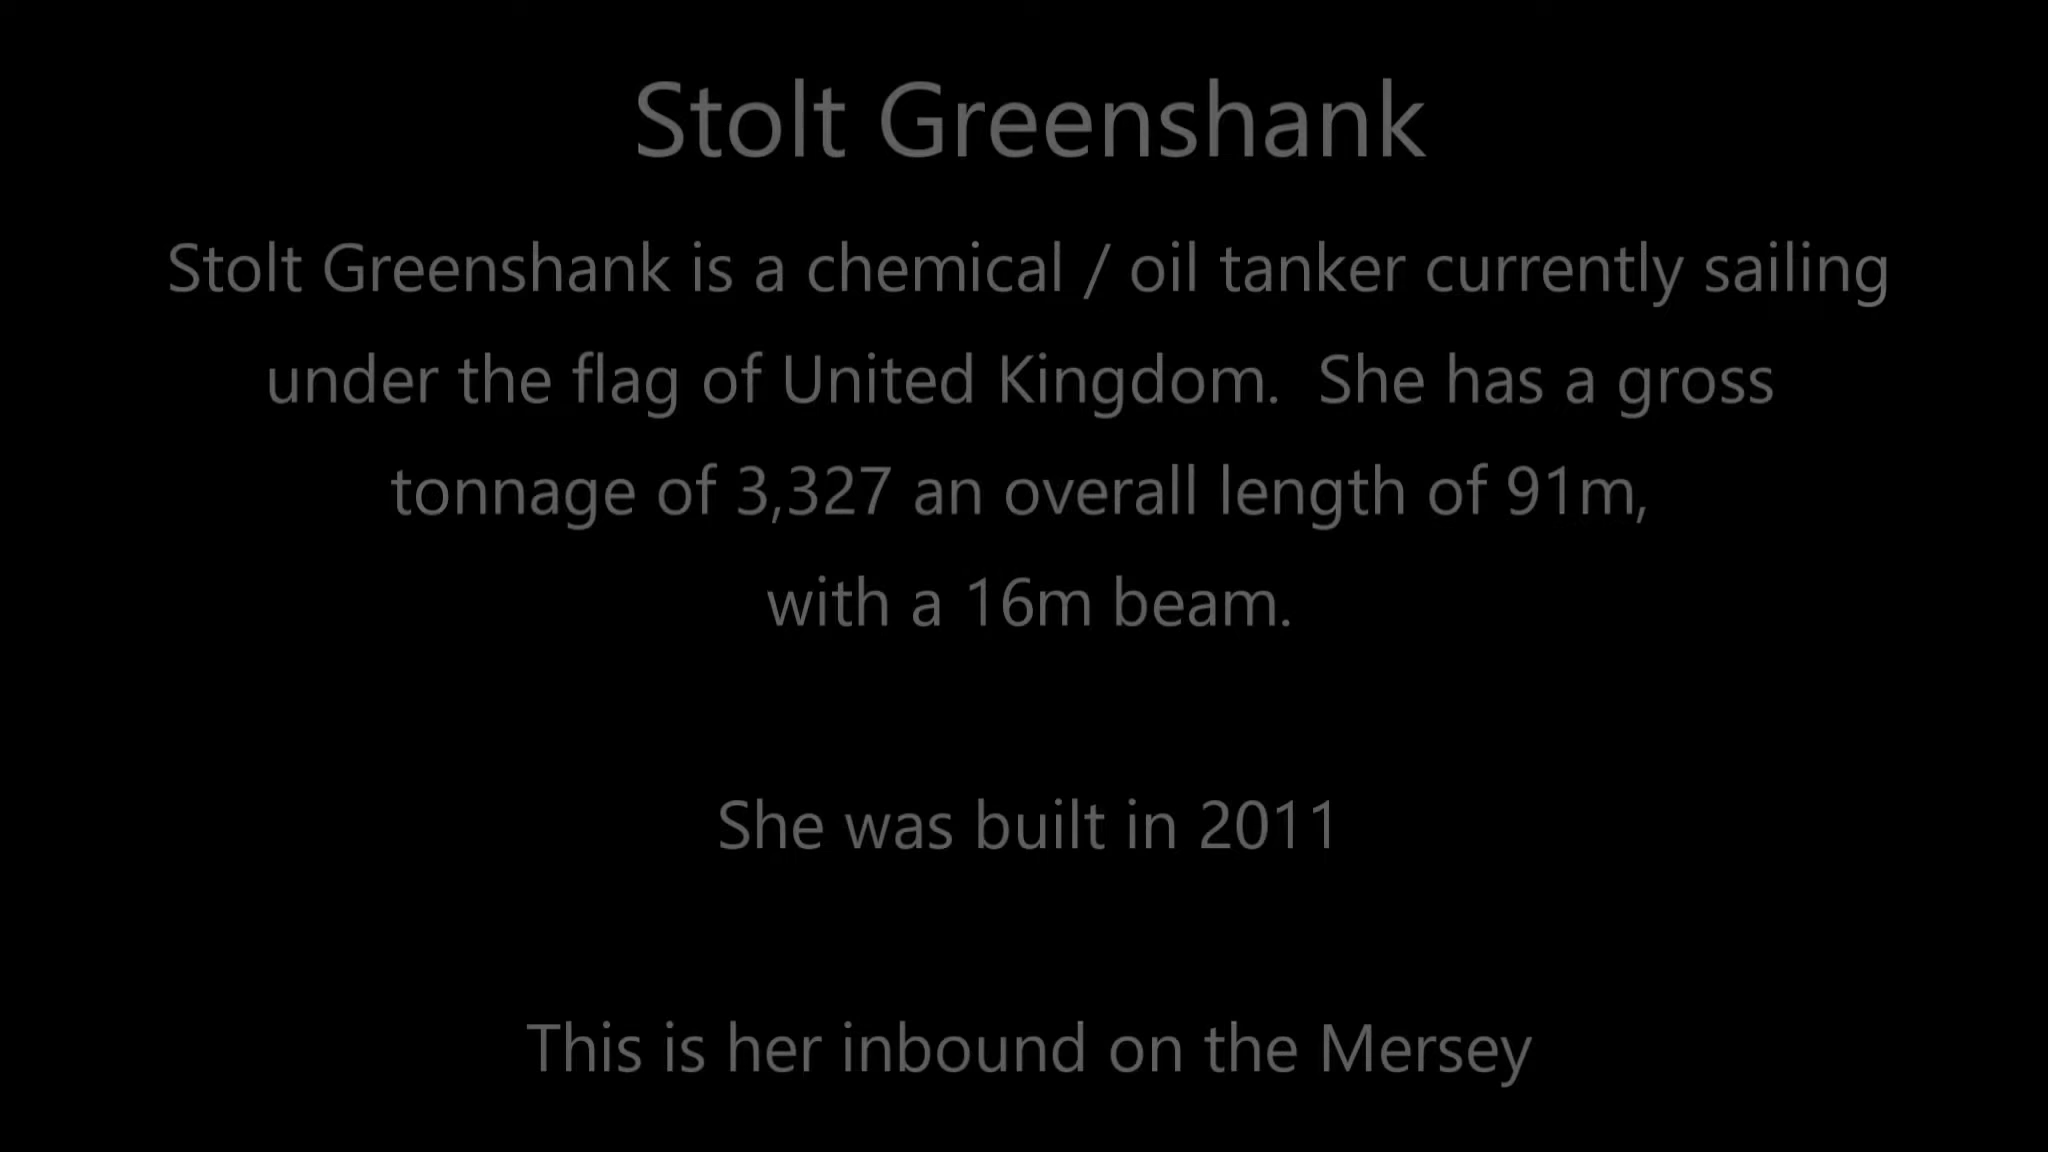 Stolt Greenshank
Stolt Greenshank is a chemical / oil tanker currently sailing
under the flag of United Kingdom.  She has a gross
tonnage of 3,327 an overall length of 91m,
with a 16m beam.
She was built in 2011
This is her inbound on the Mersey